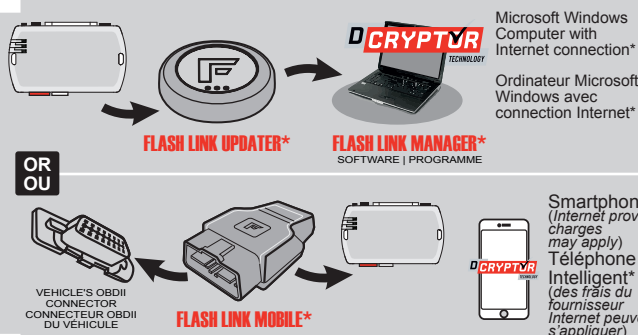 DCRYPTOR
TECHNOLOGY
Microsoft Windows
Computer with
Internet connection*
Ordinateur Microsoft
Windows avec
connection Internet*
FLASH LINK UPDATER*
FLASH LINK MANAGER*
SOFTWARE | PROGRAMME
OR
OU
VEHICLE'S OBDII
CONNECTOR
CONNECTEUR OBDII
DU VÉHICULE
FLASH LINK MOBILE*
DCRYPTOR
TECHNOLOGY
Smartphon
(Internet prov
charges
may apply)
Téléphone
Intelligent*
(des frais du
fournisseur
Internet peuve
s'appliquer)